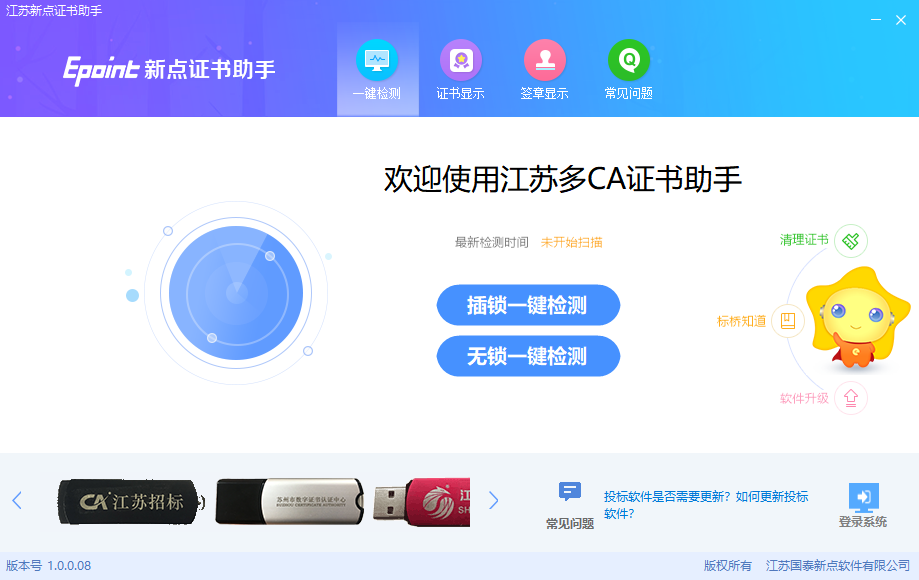 江苏新点证书助手
Epoint 新点证书助手
一键检测
证书显示
签章显示
常见问题
欢迎使用江苏多CA证书助手
最新检测时间 未开始扫描
插锁一键检测
无锁一键检测
清理证书
标桥知道
软件升级
CA 江苏招标
苏州市数字证书认证中心
SUZHOU CERTIFICATE AUTHORITY
江
SH
常见问题
投标软件是否需要更新？如何更新投标
软件？
登录系统
版本号 1.0.0.08
版权所有 江苏国泰新点软件有限公司